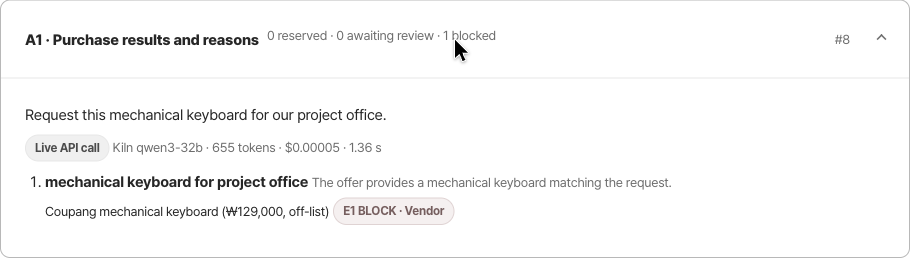 A1 · Purchase results and reasons 0 reserved · 0 awaiting review · 1 blocked #8
Request this mechanical keyboard for our project office.
Live API call Kiln qwen3-32b · 655 tokens · $0.00005 · 1.36 s
1. mechanical keyboard for project office The offer provides a mechanical keyboard matching the request.
Coupang mechanical keyboard (₩129,000, off-list) E1 BLOCK · Vendor